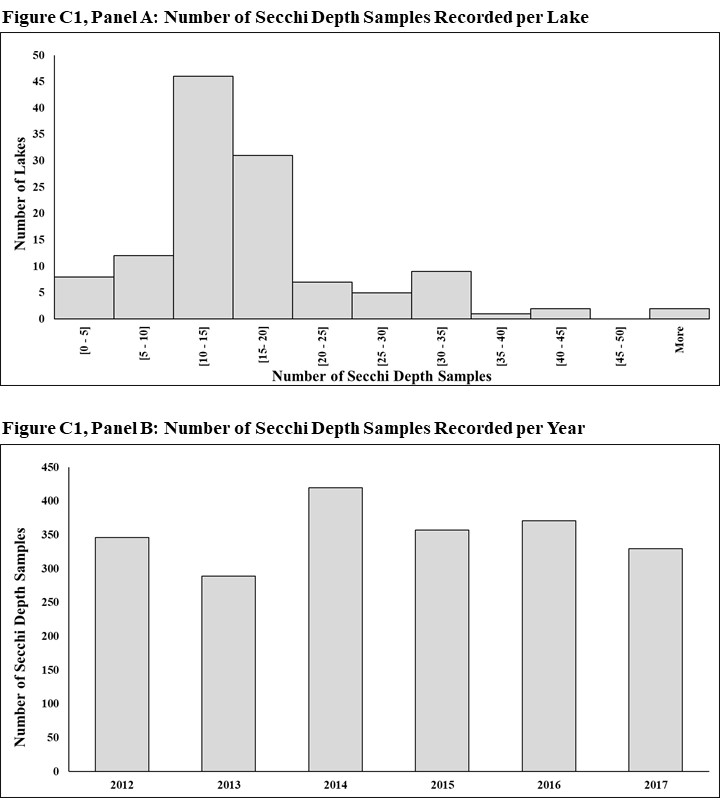 Figure C1, Panel A: Number of Secchi Depth Samples Recorded per Lake
50
45
40
35
30
25
20
15
10
5
0
Number of Lakes
[0 - 5]
[5 - 10]
[10 - 15]
[15- 20]
[20 - 25]
[25 - 30]
[30 - 35]
[35 - 40]
[40 - 45]
[45 - 50]
More
Number of Secchi Depth Samples
Figure C1, Panel B: Number of Secchi Depth Samples Recorded per Year
450
400
350
300
250
200
150
100
50
0
Number of Secchi Depth Samples
2012
2013
2014
2015
2016
2017